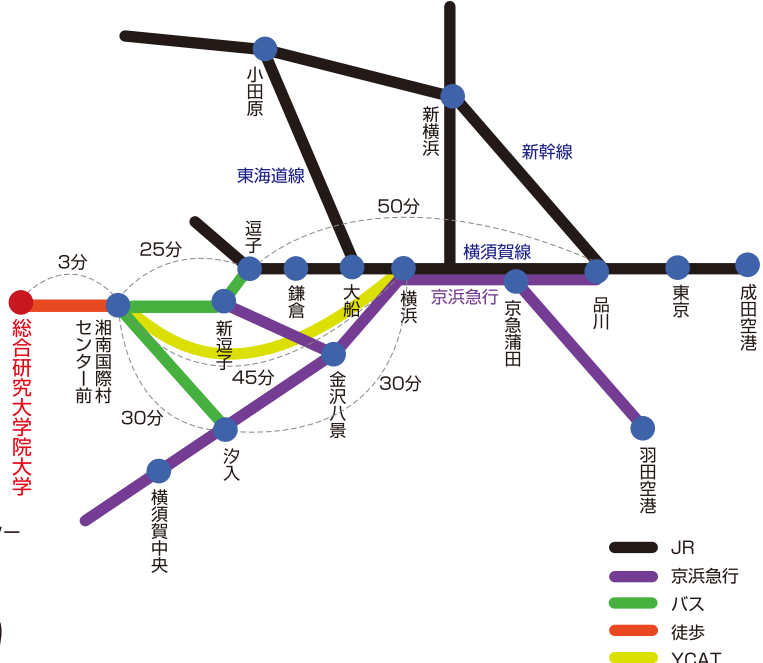 小田原
新横浜
新幹線
東海道線
50分
逗子
25分
横須賀線
3分
鎌倉
大船
横浜
京浜急行
京急蒲田
品川
東京
成田空港
総合研究大学院大学
湘南国際村
センター前
新逗子
45分
金沢八景
30分
30分
汐入
横須賀中央
羽田空港
ー
JR
京浜急行
バス
徒歩
YCAT